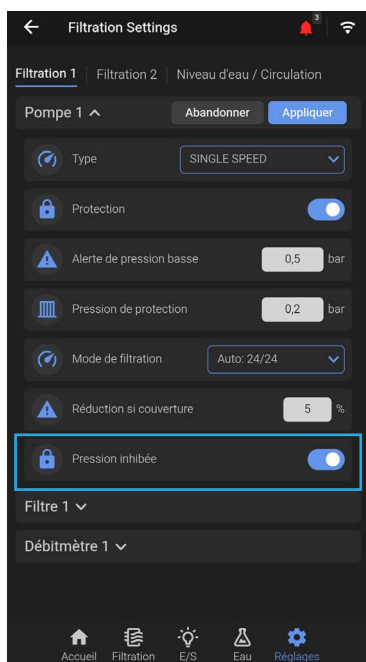 Filtration Settings
3
Filtration 1 Filtration 2 Niveau d'eau / Circulation
Pompe 1 Abandonner Appliquer
Type SINGLE SPEED
Protection
Alerte de pression basse 0,5 bar
Pression de protection 0,2 bar
Mode de filtration Auto: 24/24
Réduction si couverture 5 %
Pression inhibée
Filtre 1
Débitmètre 1
Accueil Filtration E/S Eau Réglages